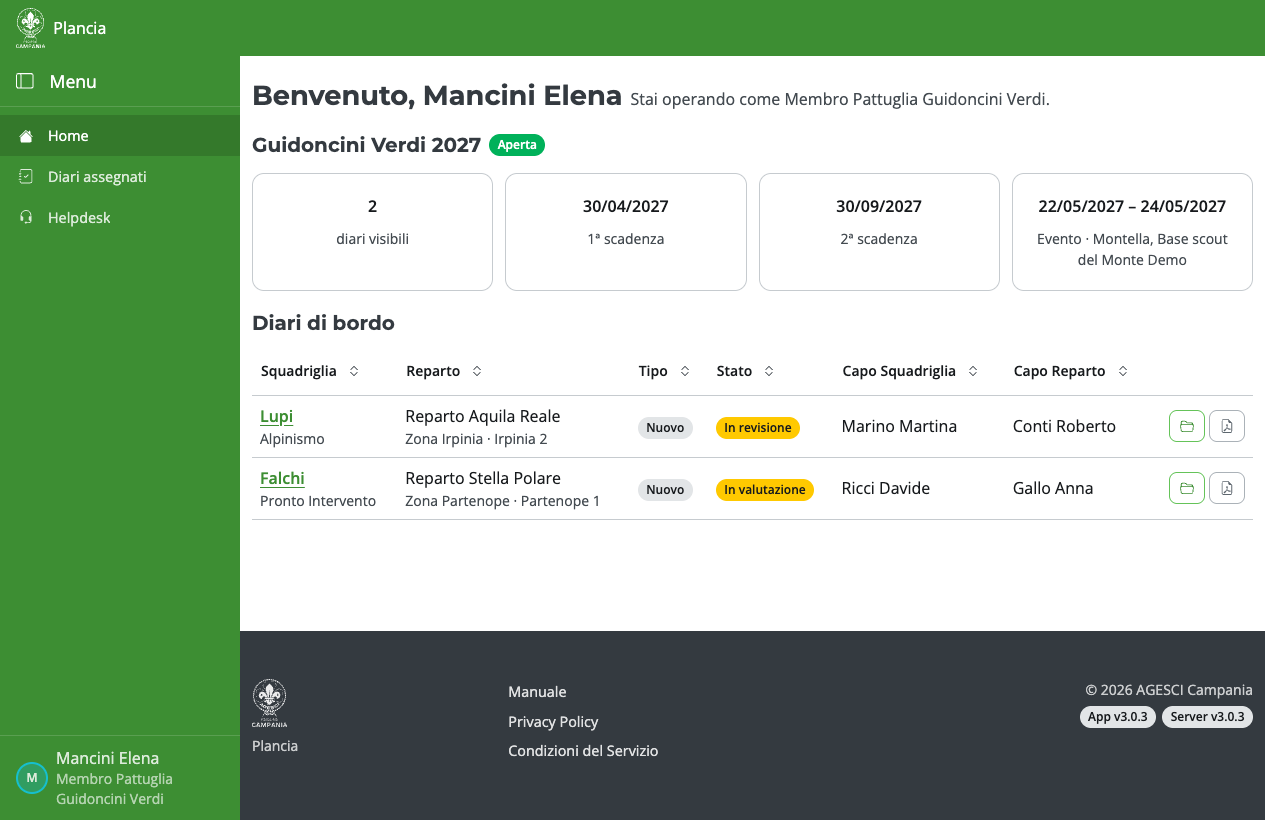 CAMPANIA
Plancia
Menu
Home
Diari assegnati
Helpdesk
Benvenuto, Mancini Elena Stai operando come Membro Pattuglia Guidoncini Verdi.
Guidoncini Verdi 2027 Aperta
2
diari visibili
30/04/2027
1ª scadenza
30/09/2027
2ª scadenza
22/05/2027 – 24/05/2027
Evento · Montella, Base scout
del Monte Demo
Diari di bordo
Squadriglia Reparto Tipo Stato Capo Squadriglia Capo Reparto
Lupi
Alpinismo
Reparto Aquila Reale
Zona Irpinia · Irpinia 2
Nuovo
In revisione
Marino Martina
Conti Roberto
Falchi
Pronto Intervento
Reparto Stella Polare
Zona Partenope · Partenope 1
Nuovo
In valutazione
Ricci Davide
Gallo Anna
M
Mancini Elena
Membro Pattuglia
Guidoncini Verdi
CAMPANIA
Plancia
Manuale
Privacy Policy
Condizioni del Servizio
© 2026 AGESCI Campania
App v3.0.3 Server v3.0.3